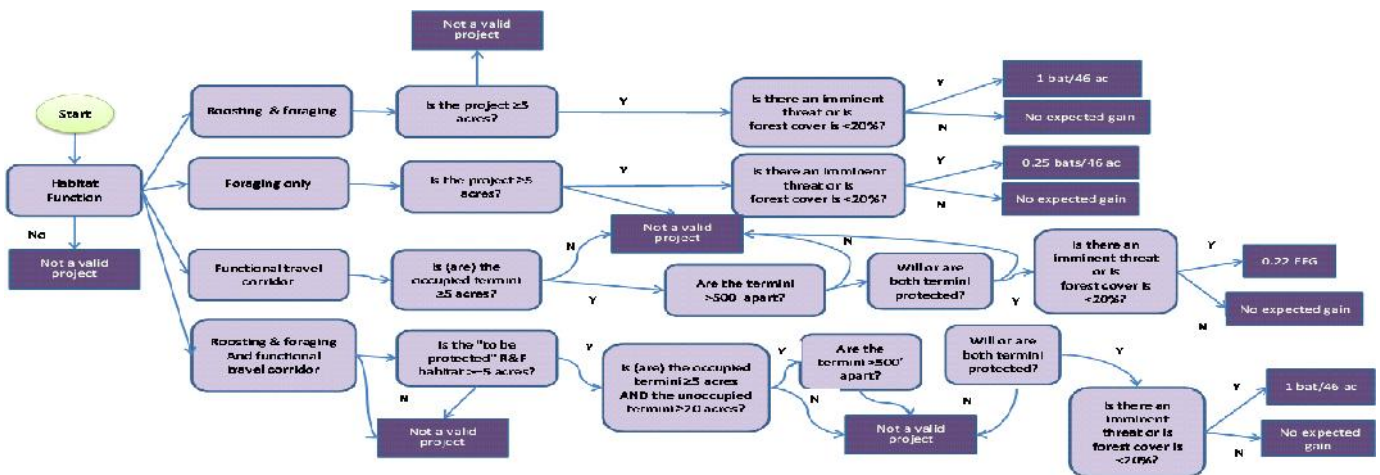 Start
Habitat
Function
No
Not a valid
project
Roosting & foraging
Is the project ≥5
acres?
Not a valid
project
Y
Is there an imminent
threat or is
forest cover is <20%?
Y
1 bat/46 ac
N
No expected gain
Foraging only
Is the project ≥5
acres?
Y
Is there an imminent
threat or is
forest cover is <20%?
Y
0.25 bats/46 ac
N
No expected gain
Not a valid
project
Functional travel
corridor
Is (are) the
occupied termini
≥5 acres?
N
Y
Are the termini
>500' apart?
N
Will or are
both termini
protected?
Y
Is there an
imminent threat
or is
forest cover is
<20%?
Y
0.22
N
No expected gain
Roosting & foraging
And functional
travel corridor
Is the "to be
protected" R&F
habitat >=5 acres?
N
Not a valid
project
Y
Is (are) the occupied
termini ≥5 acres
AND the unoccupied
termini ≥20 acres?
Y
N
Are the
termini >500'
apart?
Not a valid
project
Will or are
both termini
protected?
N
Y
Is there an
imminent
threat or is
forest cover is
<20%?
Y
1 bat/46 ac
N
No expected
gain